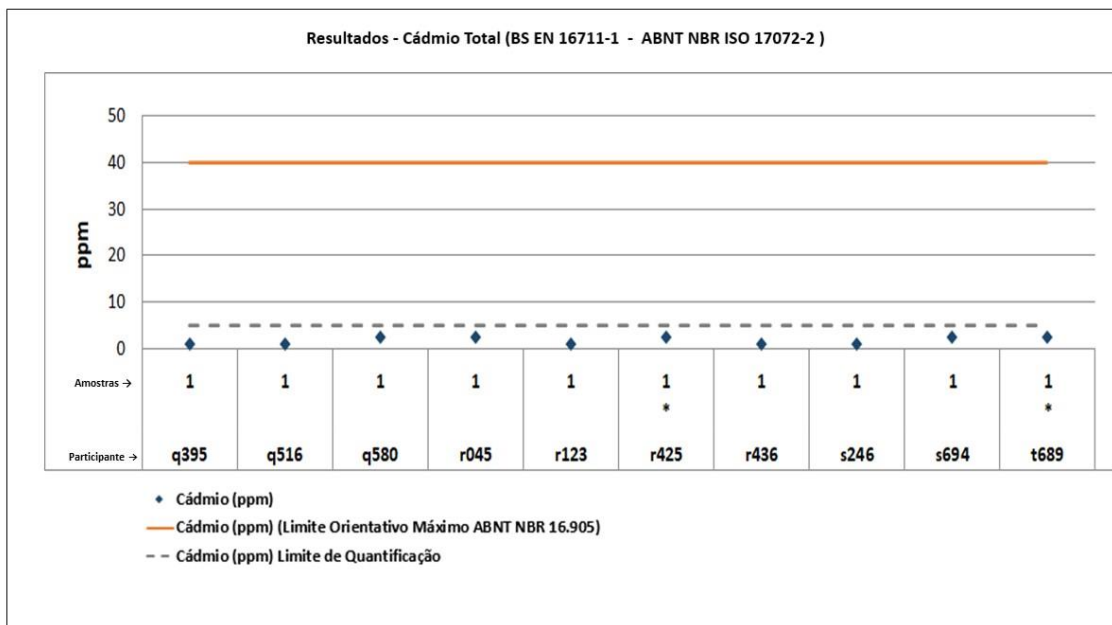 Resultados - Cádmio Total (BS EN 16711-1 - ABNT NBR ISO 17072-2 )
50
40
30
20
10
0
ppm
Amostras → 1 1 1 1 1 1 1 1 1 1
* *
Participante → q395 q516 q580 r045 r123 r425 r436 s246 s694 t689
Cádmio (ppm)
Cádmio (ppm) (Limite Orientativo Máximo ABNT NBR 16.905)
Cádmio (ppm) Limite de Quantificação